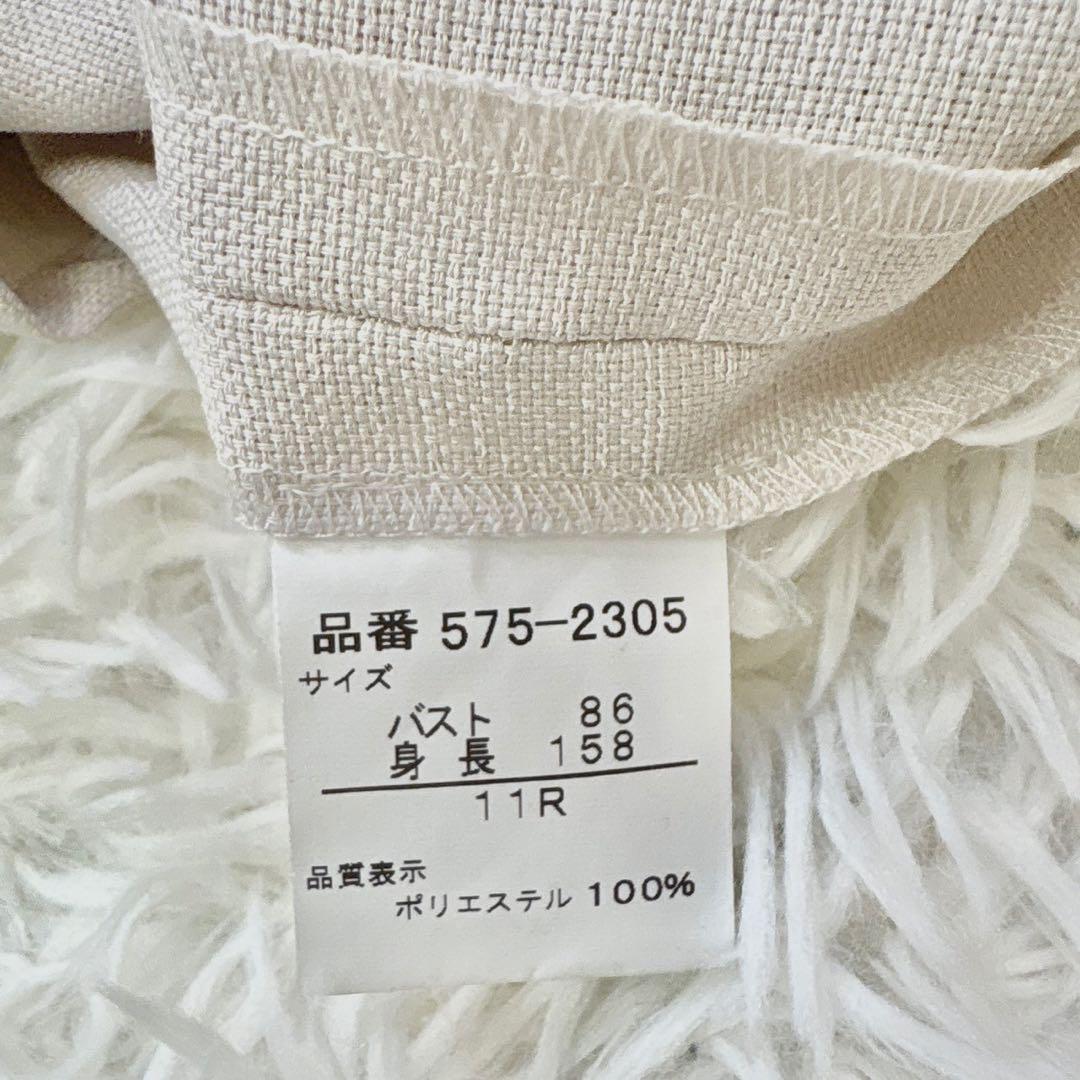 品番 575-2305
サイズ
バスト 86
身長 158
11R
品質表示
ポリエステル 100%